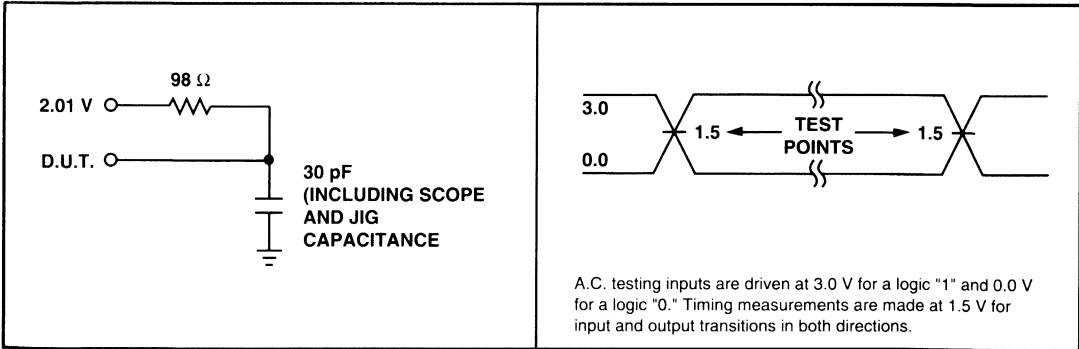 98 Ω
2.01 V
D.U.T.
30 pF
(INCLUDING SCOPE
AND JIG
CAPACITANCE
3.0
0.0
1.5
TEST
POINTS
1.5
A.C. testing inputs are driven at 3.0 V for a logic "1" and 0.0 V
for a logic "0." Timing measurements are made at 1.5 V for
input and output transitions in both directions.